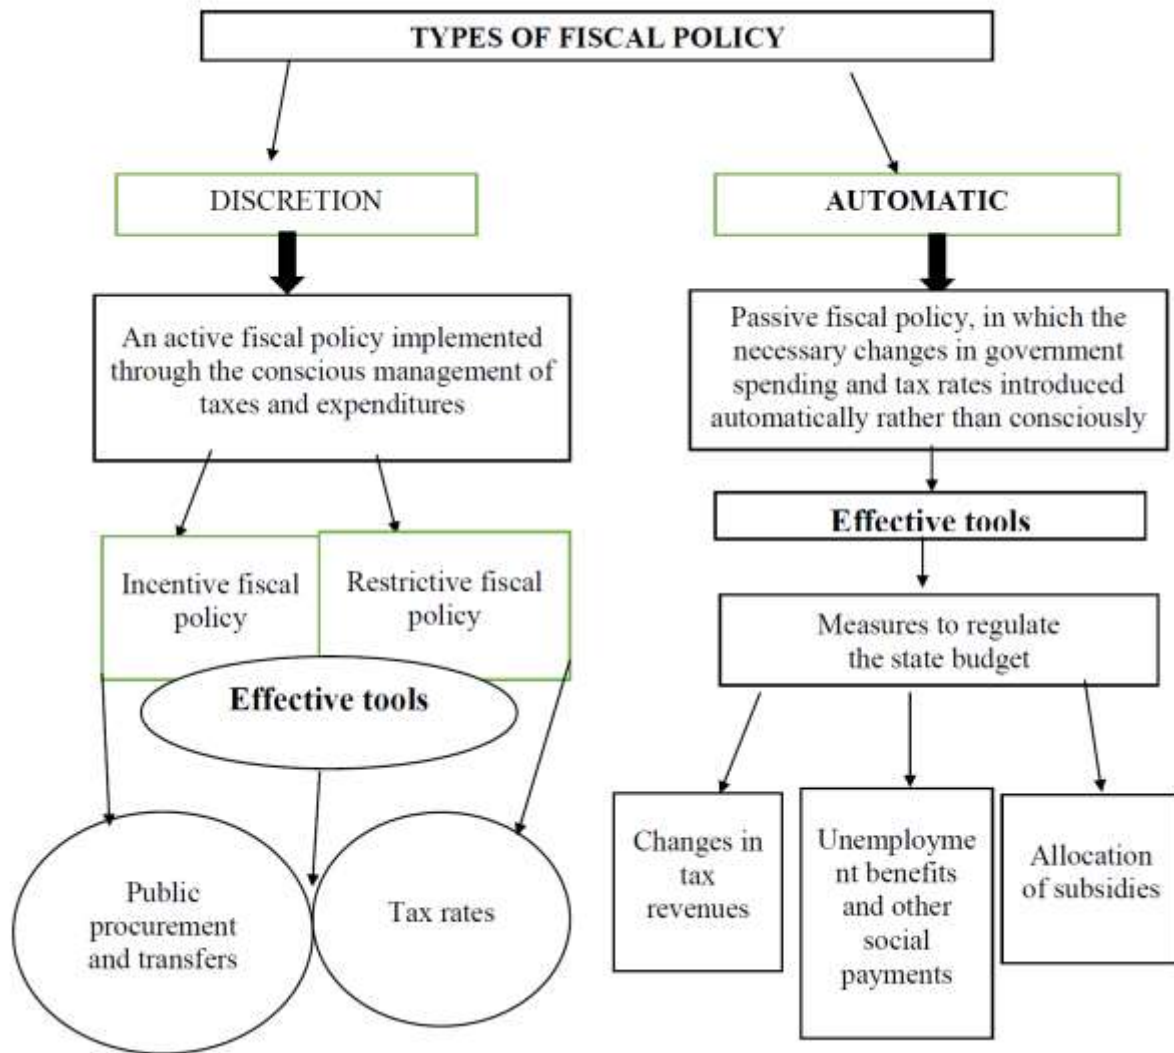 TYPES OF FISCAL POLICY
DISCRETION
AUTOMATIC
An active fiscal policy implemented
through the conscious management of
taxes and expenditures
Passive fiscal policy, in which the
necessary changes in government
spending and tax rates introduced
automatically rather than consciously
Effective tools
Incentive fiscal
policy
Restrictive fiscal
policy
Measures to regulate
the state budget
Effective tools
Public
procurement
and transfers
Tax rates
Changes in
tax
revenues
Unemployme
nt benefits
and other
social
payments
Allocation
of subsidies